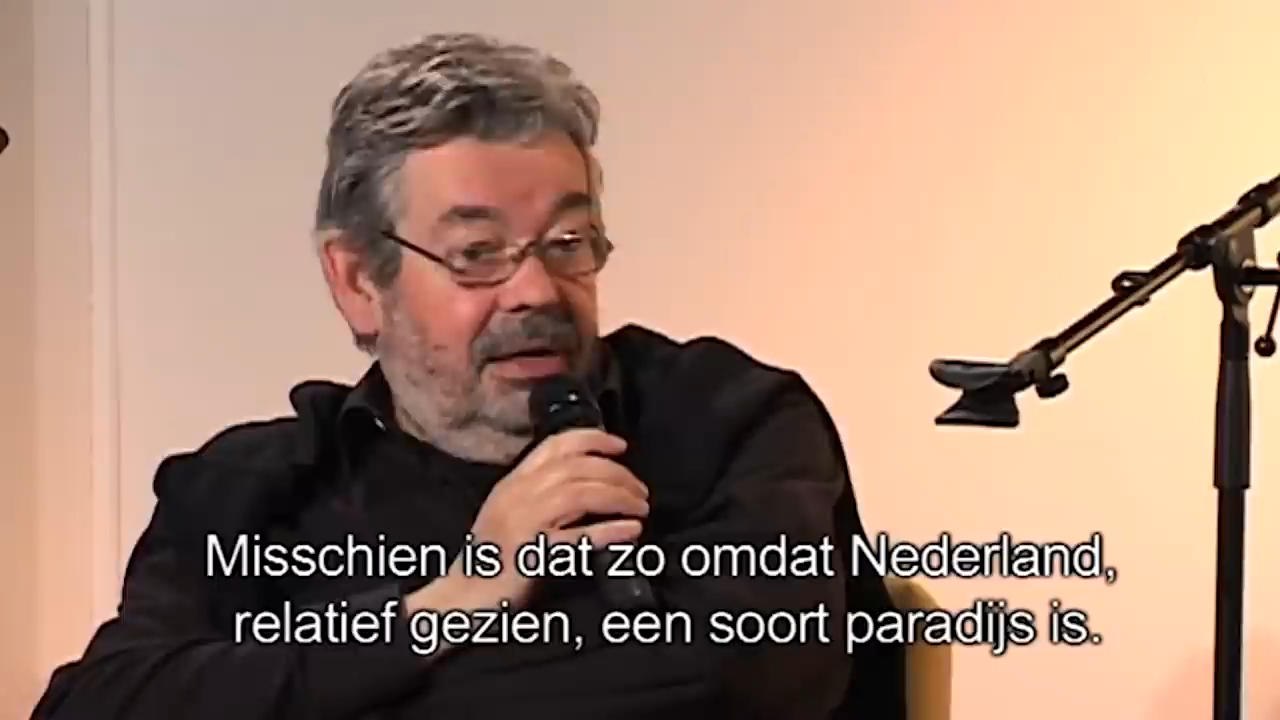 Misschien is dat zo omdat Nederland,
relatief gezien, een soort paradijs is.